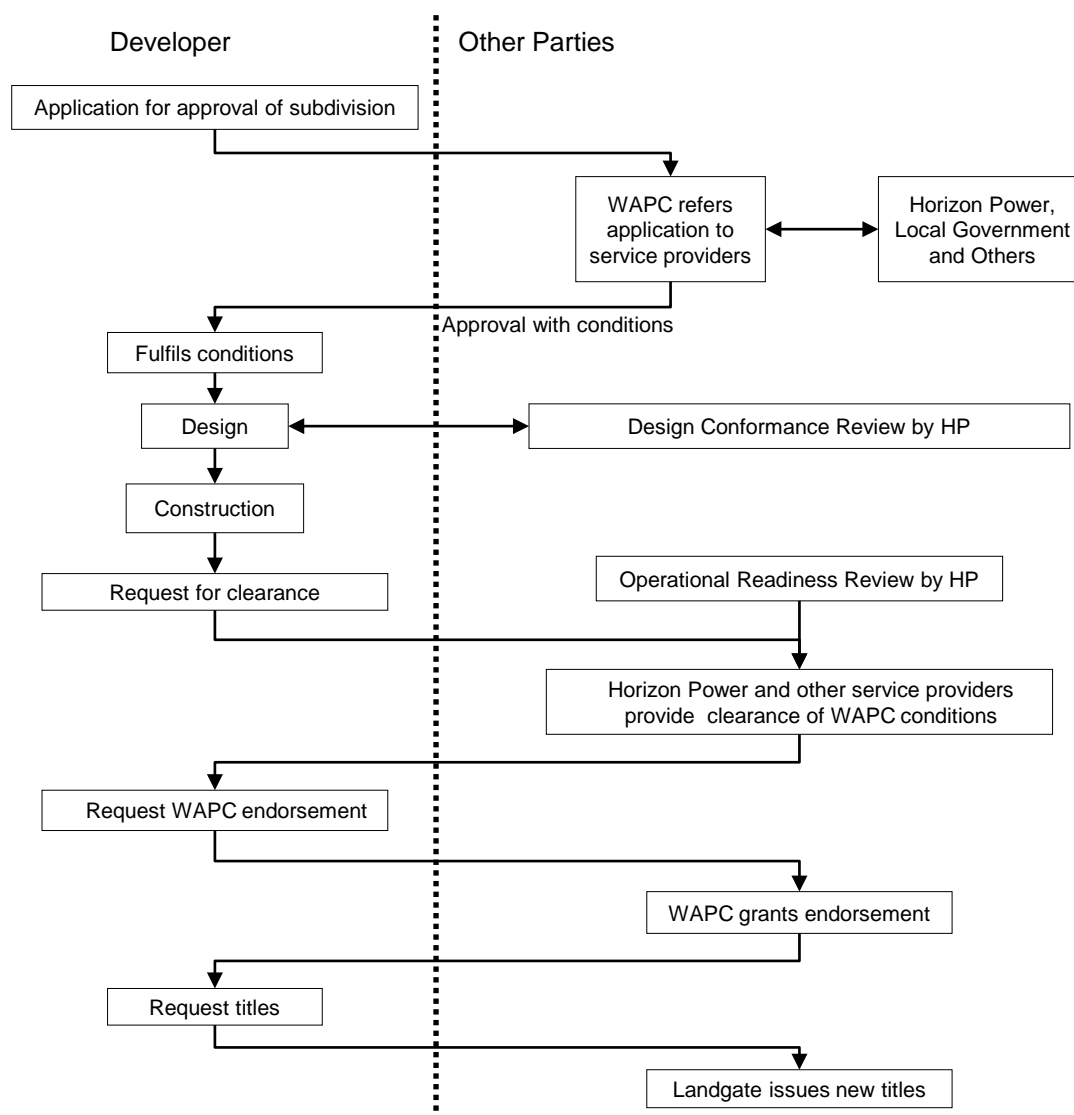 Developer
Other Parties
Application for approval of subdivision
WAPC refers
application to
service providers
Horizon Power,
Local Government
and Others
Approval with conditions
Fulfils conditions
Design
Design Conformance Review by HP
Construction
Request for clearance
Operational Readiness Review by HP
Horizon Power and other service providers
provide clearance of WAPC conditions
Request WAPC endorsement
WAPC grants endorsement
Request titles
Landgate issues new titles